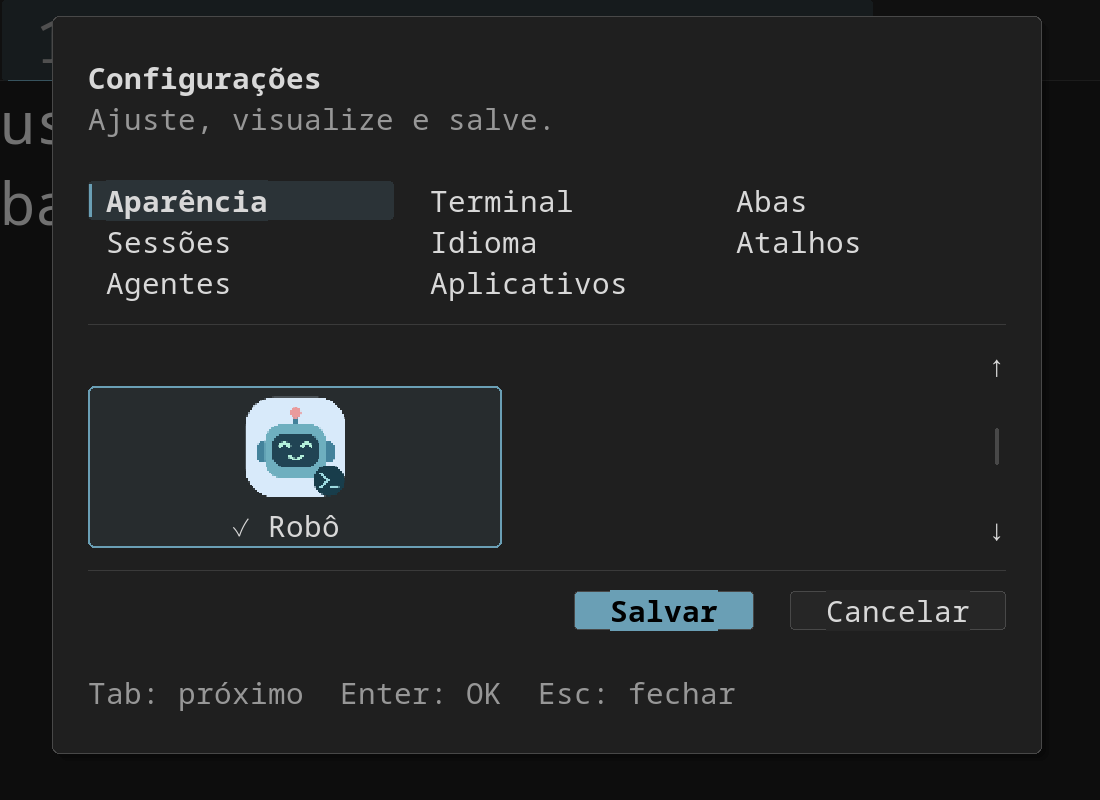 Configurações
Ajuste, visualize e salve.
Aparência Terminal Abas
Sessões Idioma Atalhos
Agentes Aplicativos
↑
>_
✓ Robô
↓
Salvar Cancelar
Tab: próximo Enter: OK Esc: fechar